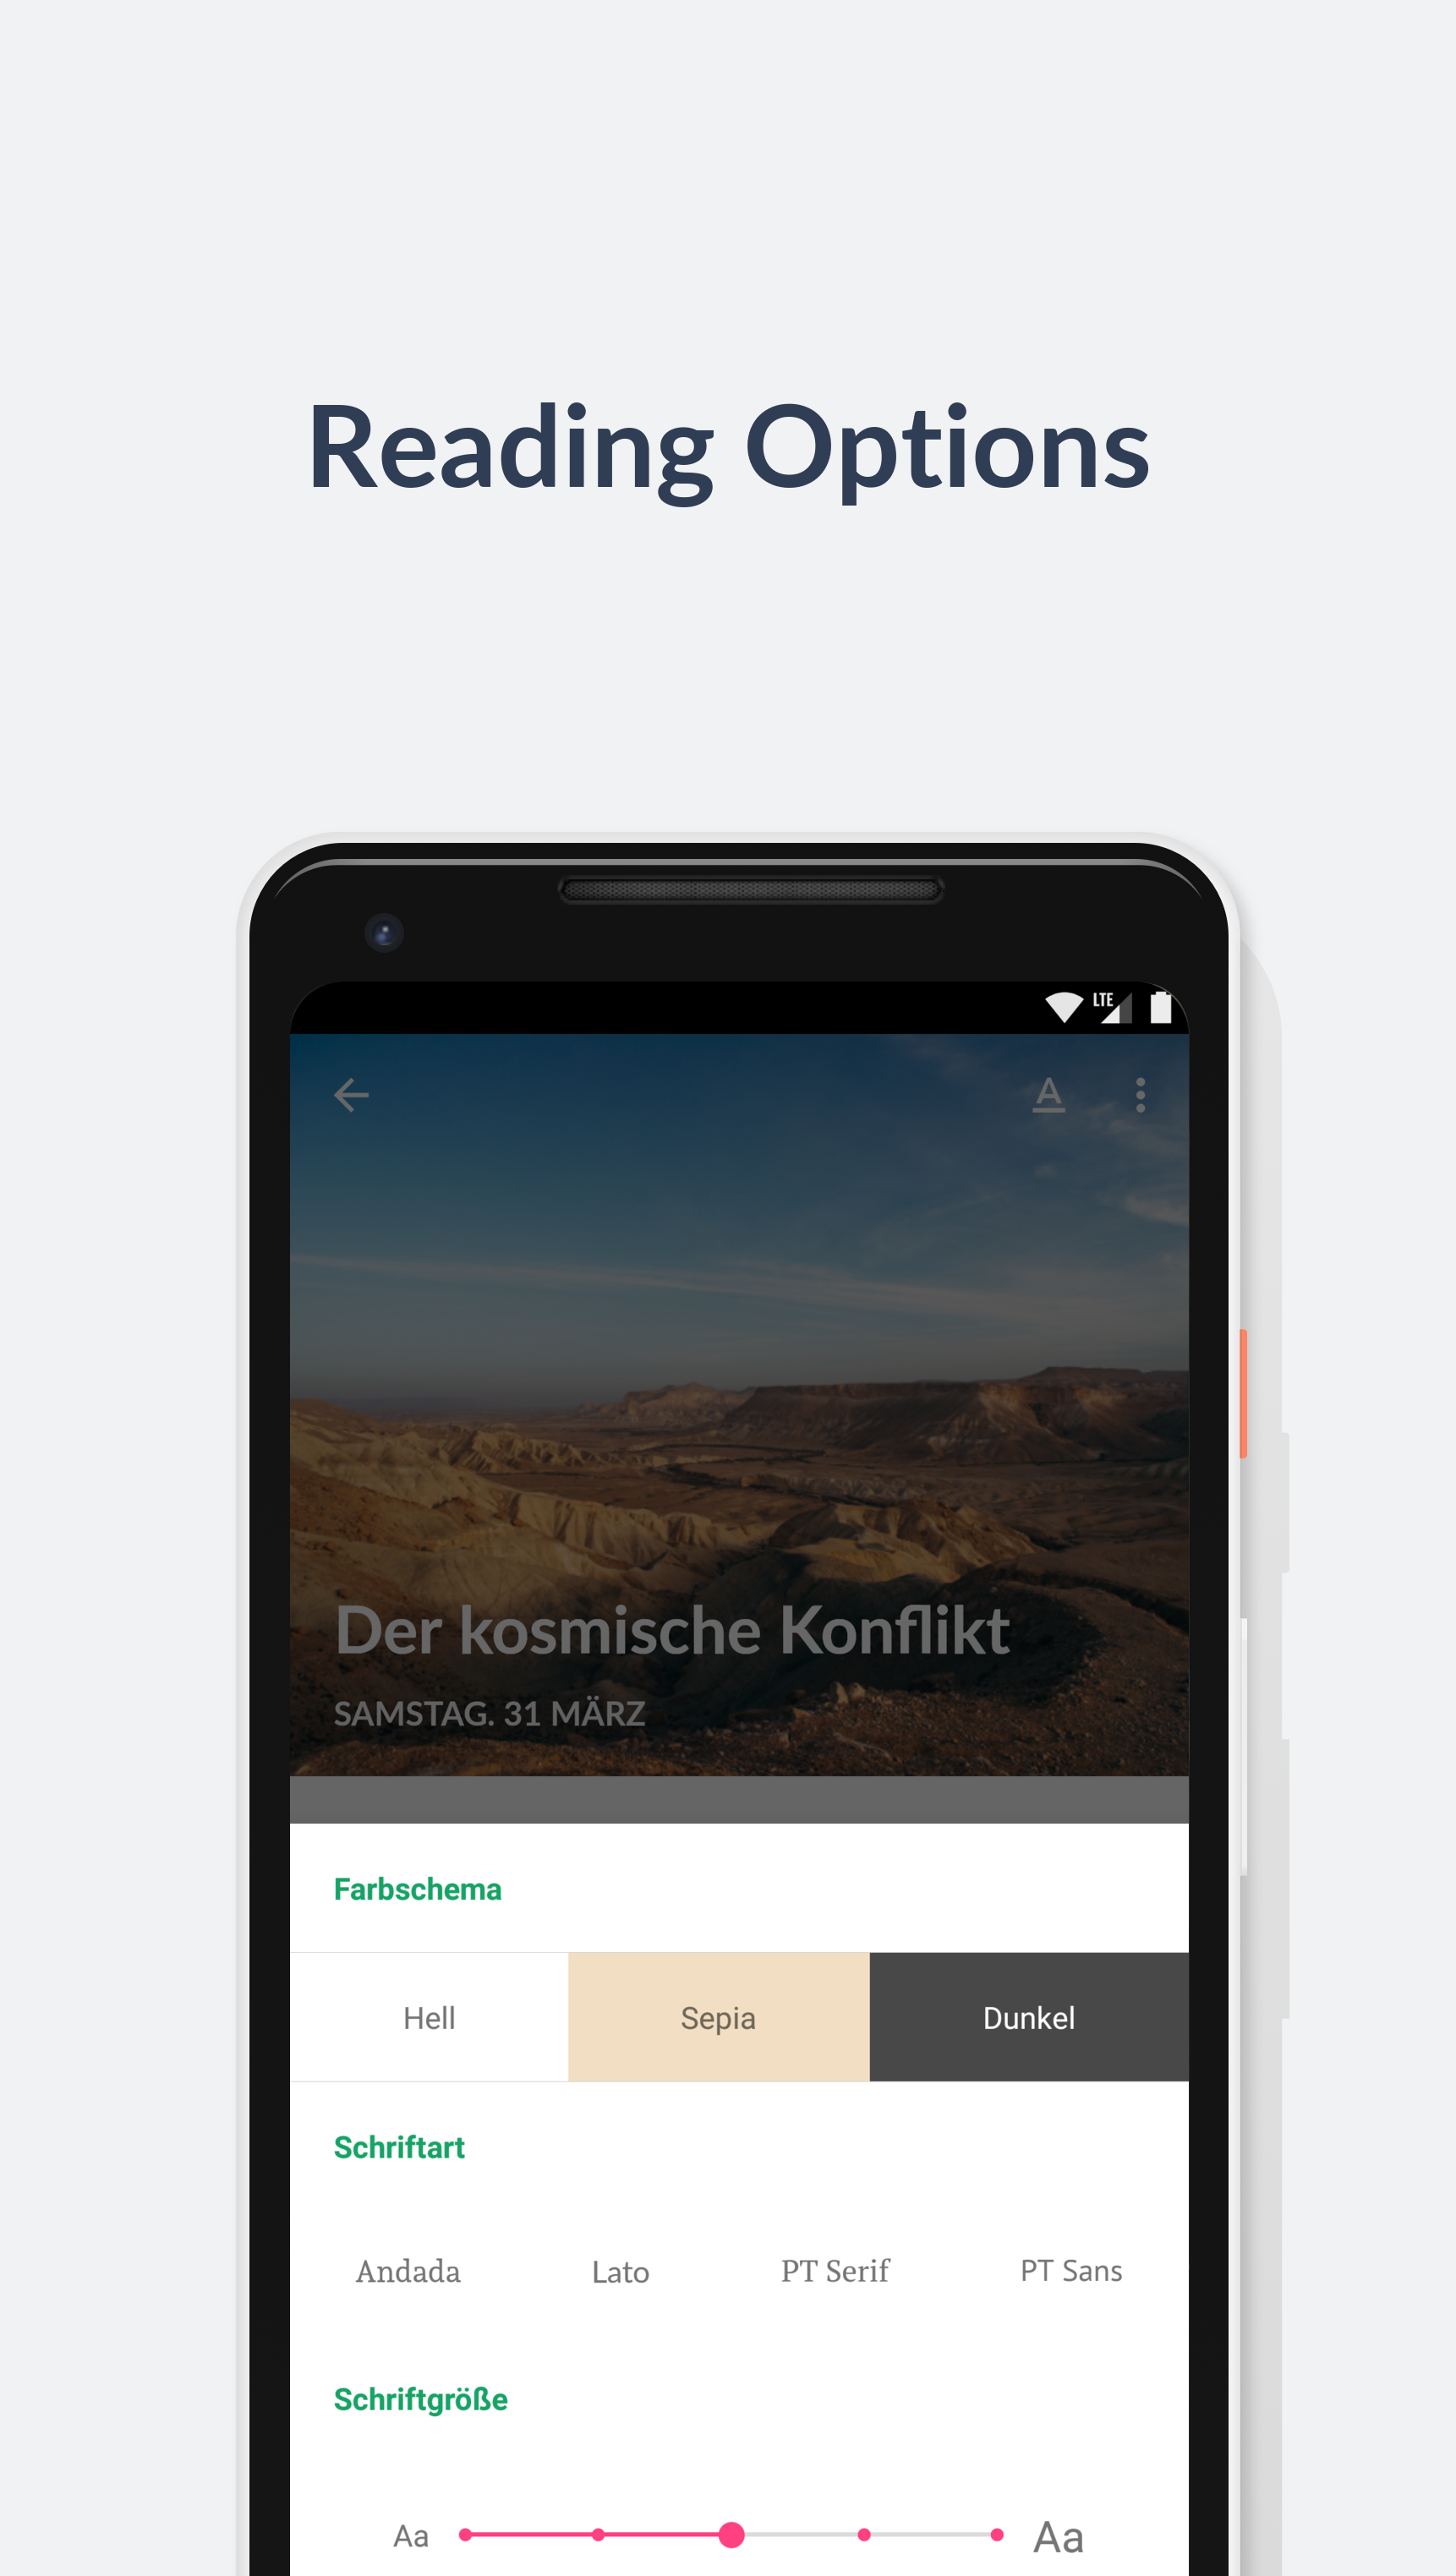 Reading Options
LTE
A
Der kosmische Konflikt
SAMSTAG. 31 MÄRZ
Farbschema
Hell Sepia Dunkel
Schriftart
Andada Lato PT Serif PT Sans
Schriftgröße
Aa Aa